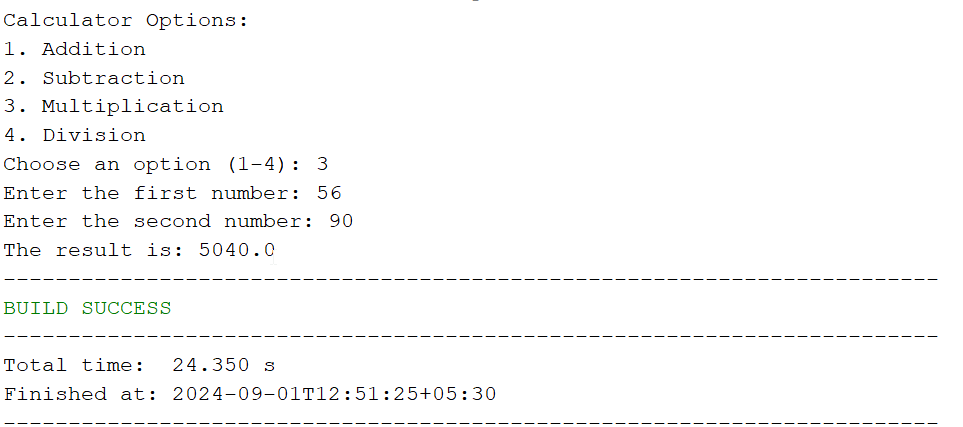 Calculator Options:
1. Addition
2. Subtraction
3. Multiplication
4. Division
Choose an option (1-4): 3
Enter the first number: 56
Enter the second number: 90
The result is: 5040.0
------------------------------------------------------------------------
BUILD SUCCESS
------------------------------------------------------------------------
Total time:  24.350 s
Finished at: 2024-09-01T12:51:25+05:30
------------------------------------------------------------------------